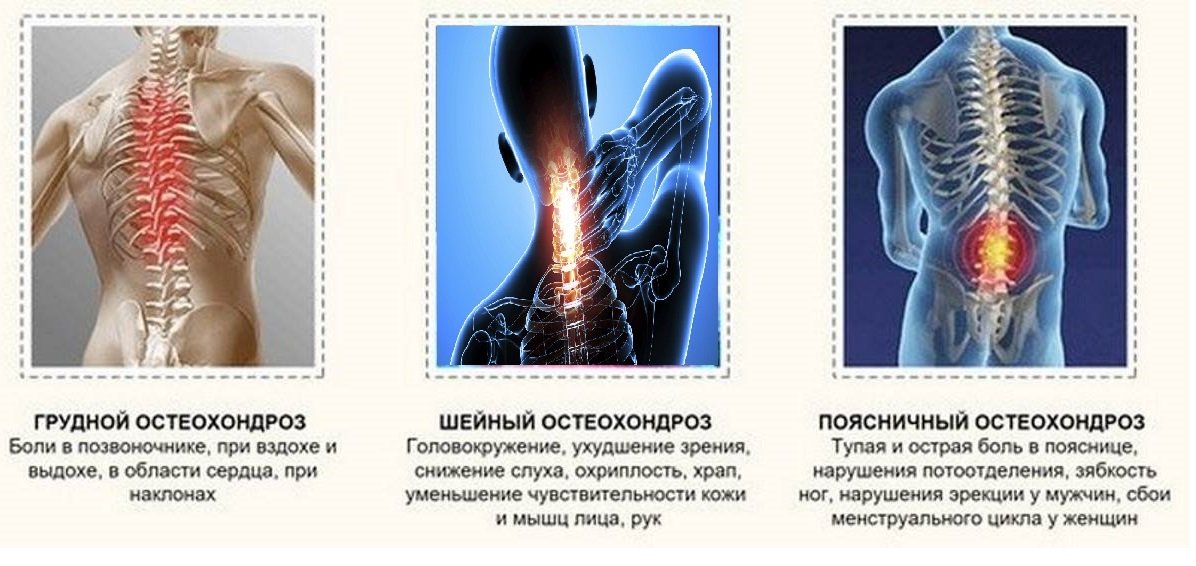 ГРУДНОЙ ОСТЕОХОНДРОЗ
Боли в позвоночнике, при вздохе и
выдохе, в области сердца, при
наклонах
ШЕЙНЫЙ ОСТЕОХОНДРОЗ
Головокружение, ухудшение зрения,
снижение слуха, охриплость, храп,
уменьшение чувствительности кожи
и мышц лица, рук
ПОЯСНИЧНЫЙ ОСТЕОХОНДРОЗ
Тупая и острая боль в пояснице,
нарушения потоотделения, зябкость
ног, нарушения эрекции у мужчин, сбои
менструального цикла у женщин